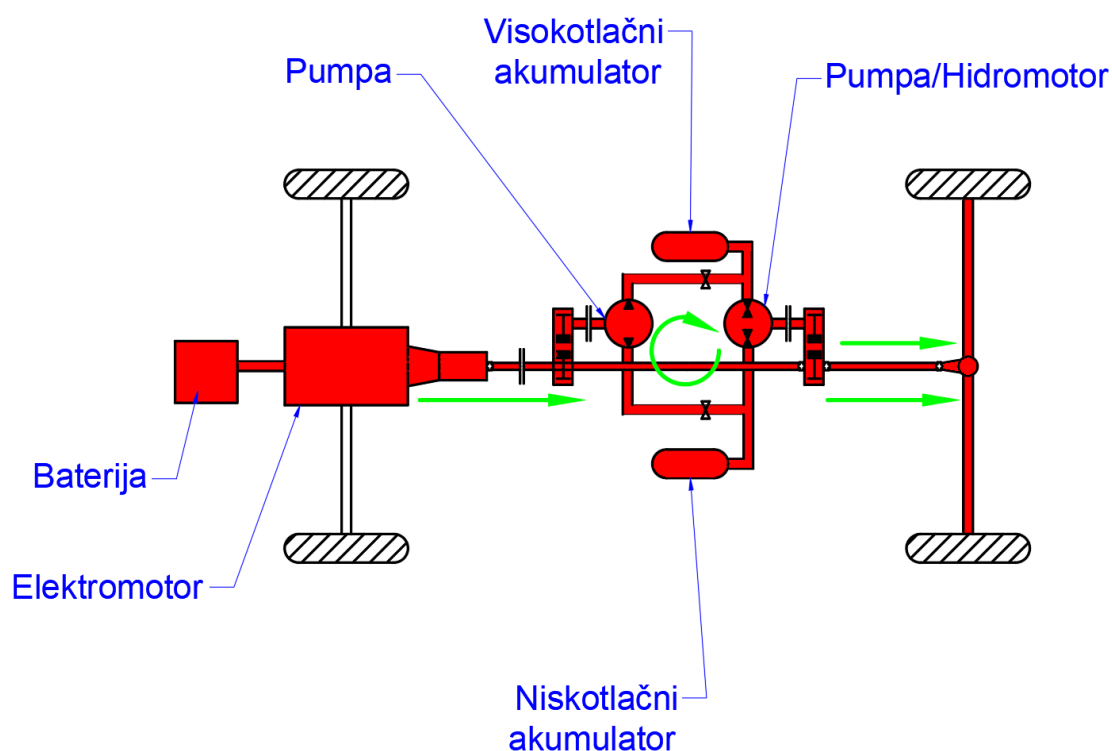 Visokotlačni
akumulator
Pumpa
Pumpa/Hidromotor
Baterija
Elektromotor
Niskotlačni
akumulator